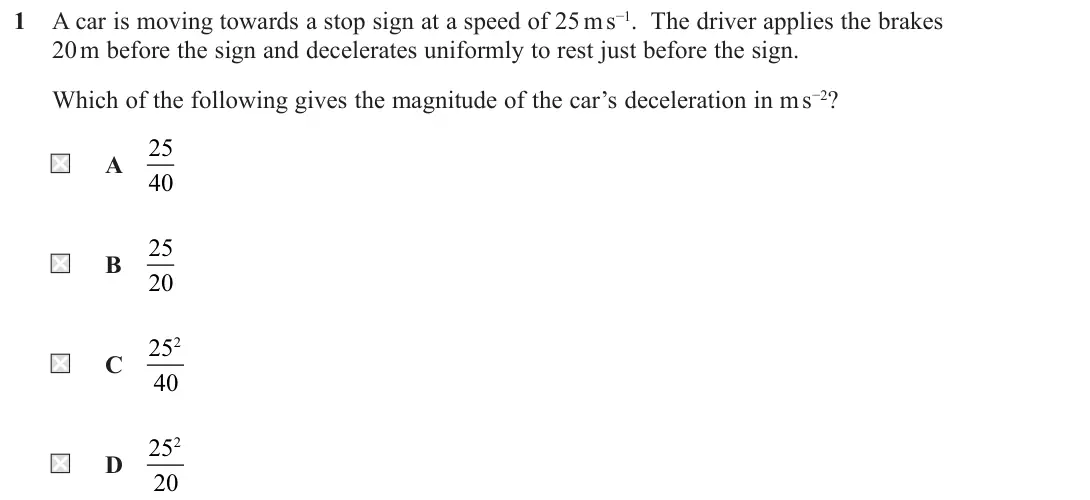 1 A car is moving towards a stop sign at a speed of 25 m s⁻¹. The driver applies the brakes
20 m before the sign and decelerates uniformly to rest just before the sign.
Which of the following gives the magnitude of the car’s deceleration in m s⁻²?
A 25/40
B 25/20
C 25²/40
D 25²/20